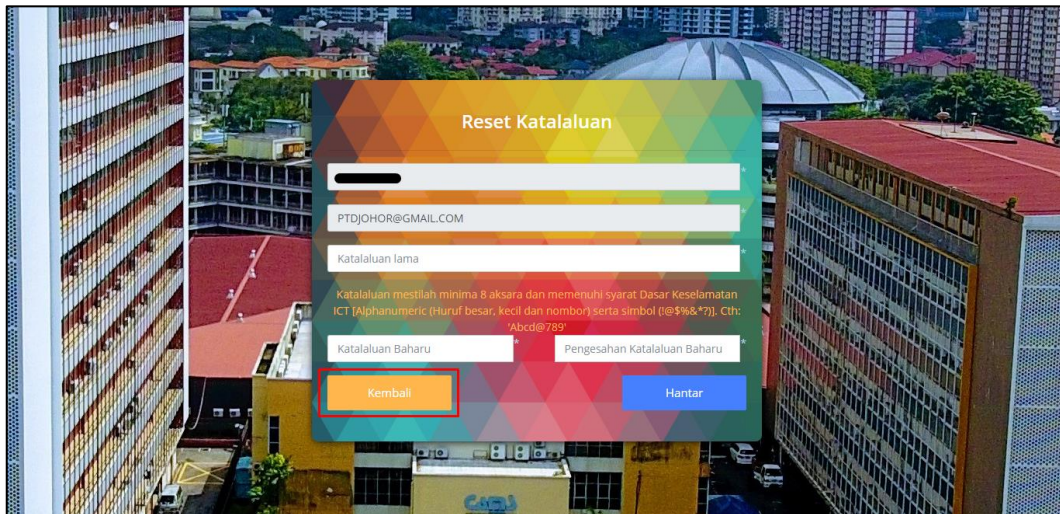 Reset Katalaluan
*
PTDJOHOR@GMAIL.COM
*
Katalaluan lama
*
Katalaluan mestilah minima 8 aksara dan memenuhi syarat Dasar Keselamatan
ICT [Alphanumeric (Huruf besar, kecil dan nombor) serta simbol (!@$%&*?)]. Cth:
'Abcd@789'
Katalaluan Baharu * Pengesahan Katalaluan Baharu *
Kembali Hantar